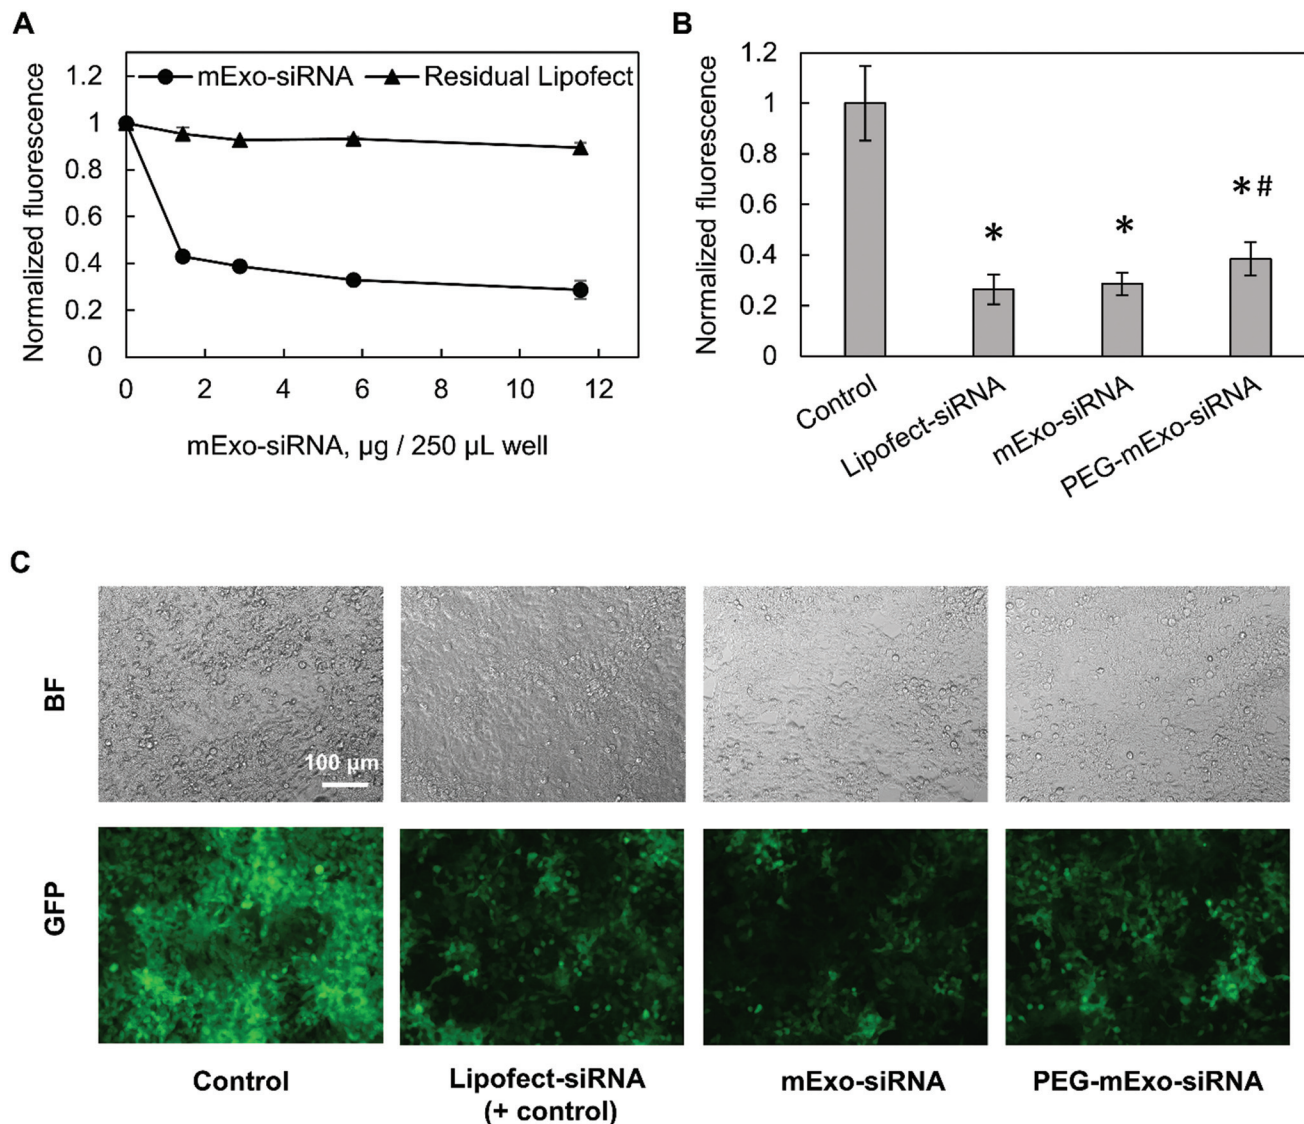 A
Normalized fluorescence
1.2
1
0.8
0.6
0.4
0.2
0
mExo-siRNA
Residual Lipofect
0 2 4 6 8 10 12
mExo-siRNA, µg / 250 µL well
B
Normalized fluorescence
1.2
1
0.8
0.6
0.4
0.2
0
*
*
* #
Control
Lipofect-siRNA
mExo-siRNA
PEG-mExo-siRNA
C
BF
100 µm
GFP
Control
Lipofect-siRNA
(+ control)
mExo-siRNA
PEG-mExo-siRNA